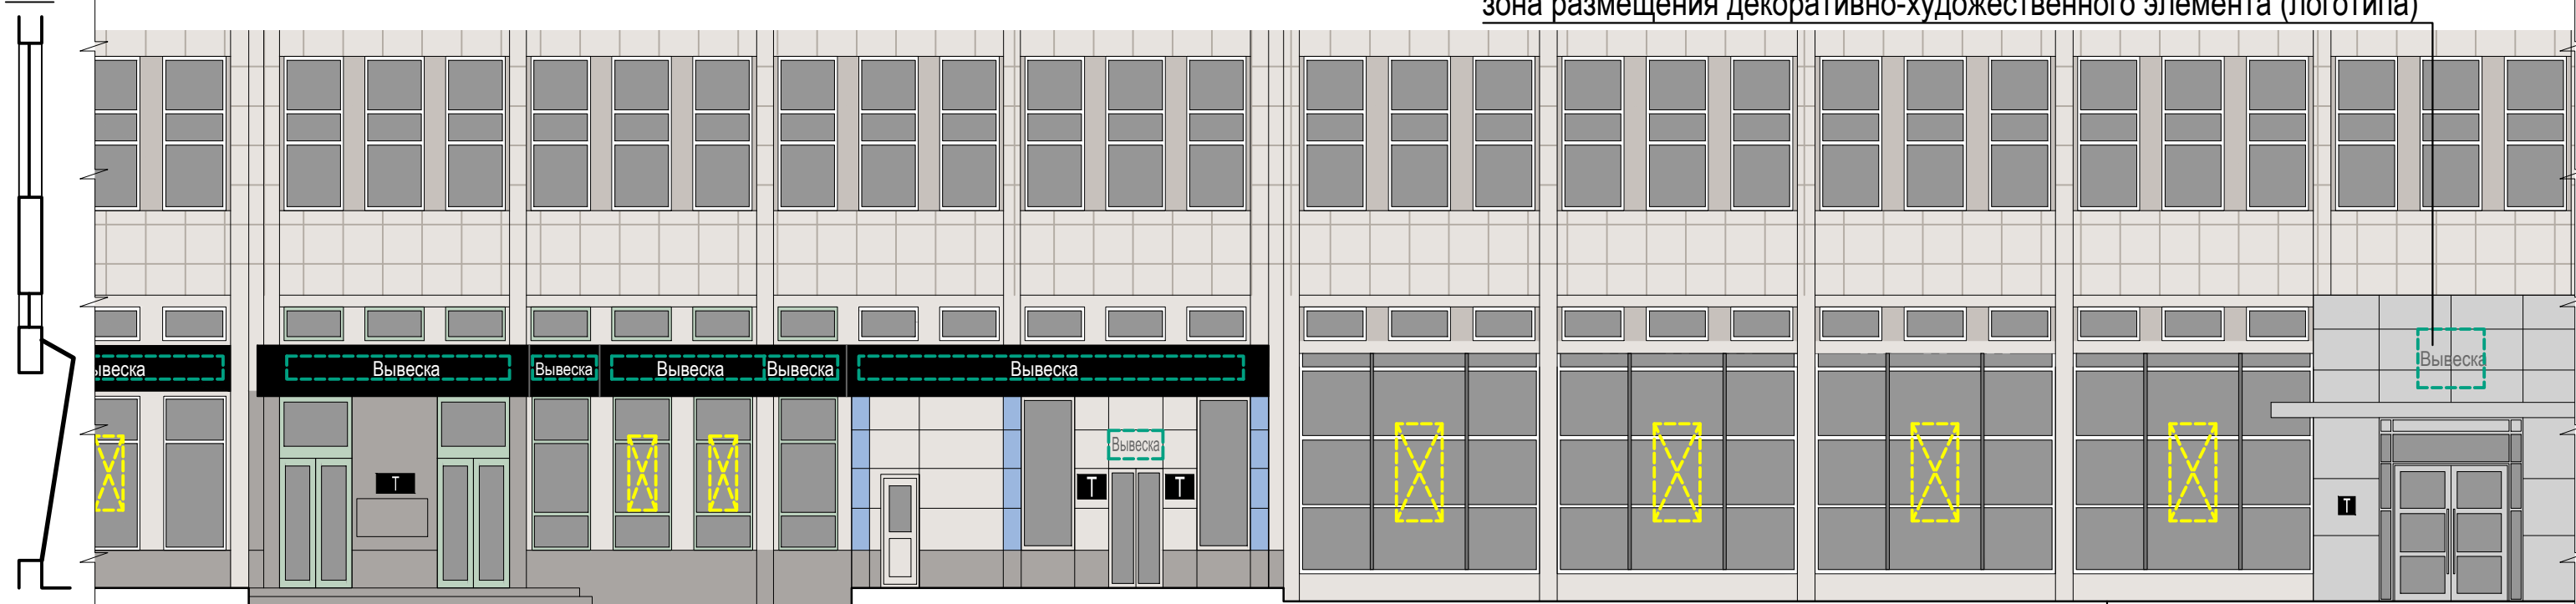 зона размещения декоративно-художественного элемента (логотипа)
Вывеска
ывеска
Вывеска
Вывеска
Вывеска
Вывеска
Вывеска
Вывеска
Т
Т
Т
Т